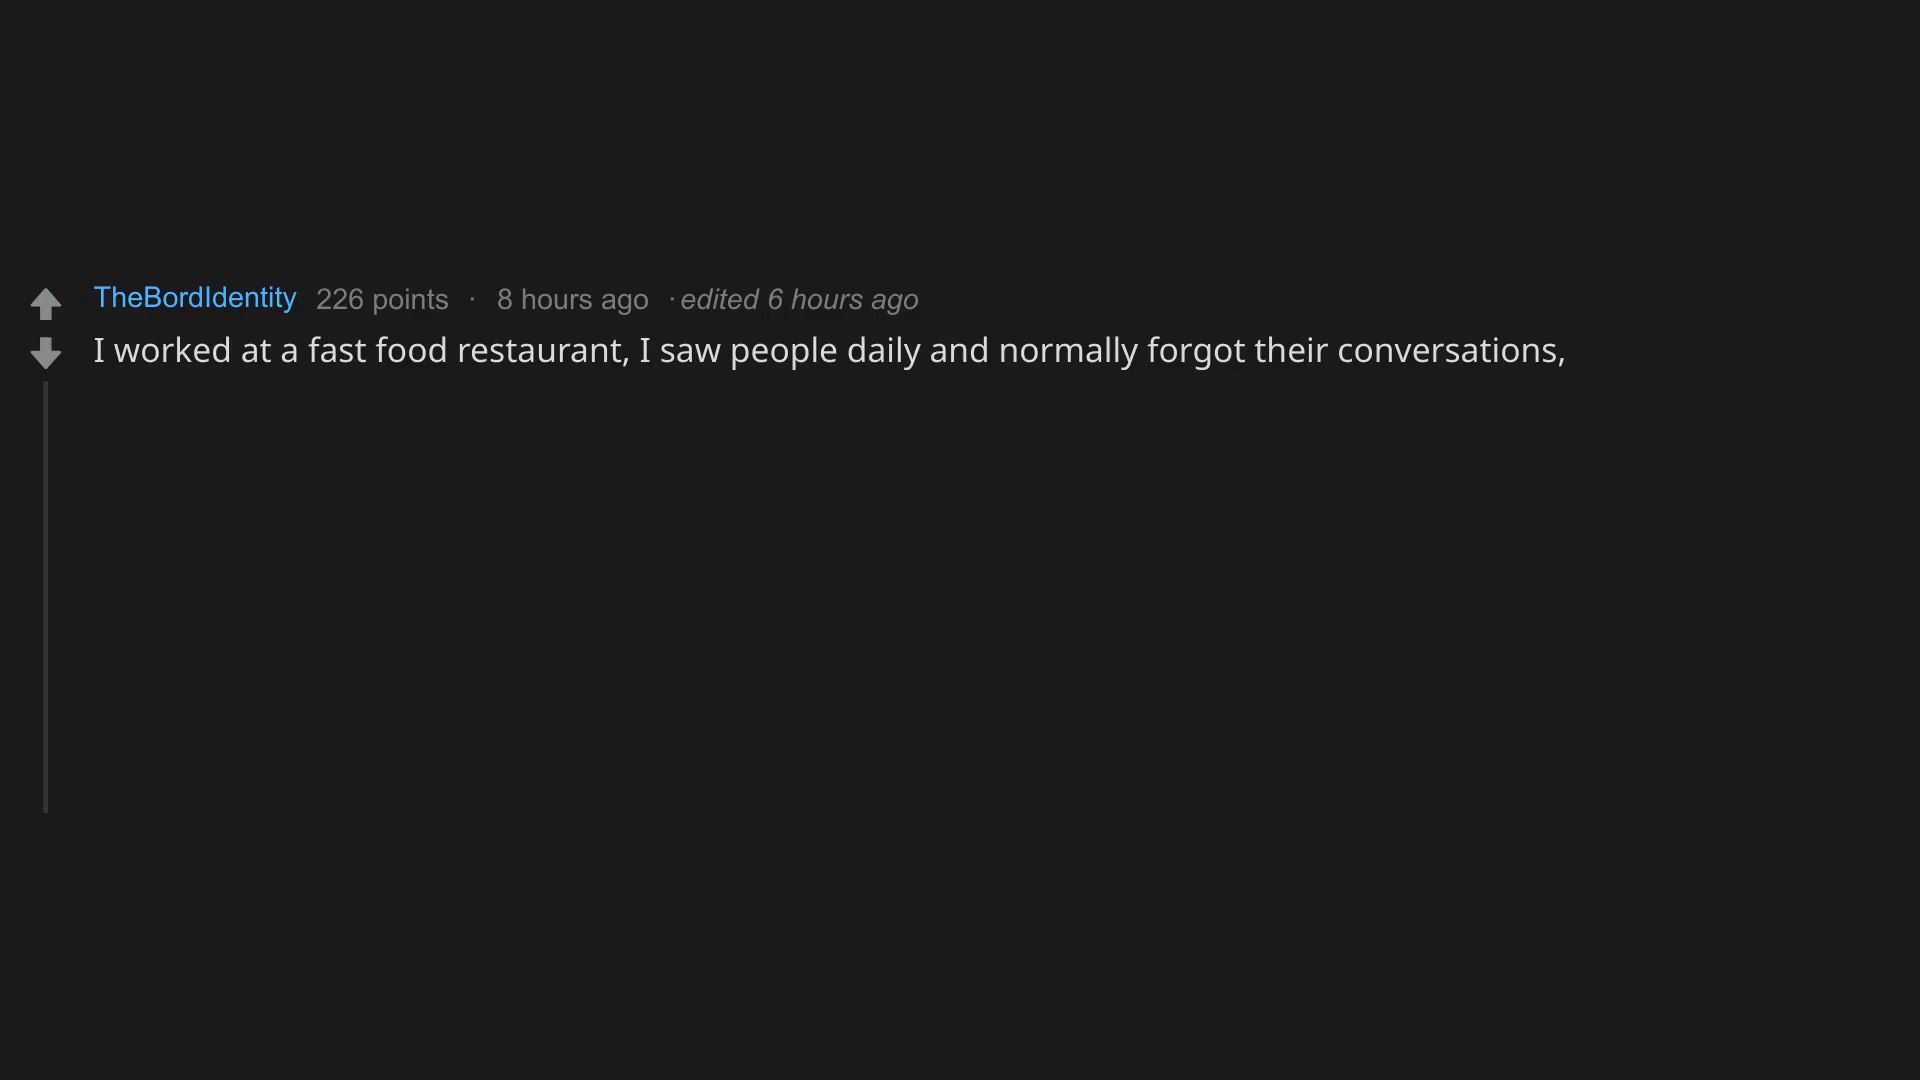 TheBordIdentity 226 points · 8 hours ago · edited 6 hours ago
I worked at a fast food restaurant, I saw people daily and normally forgot their conversations,